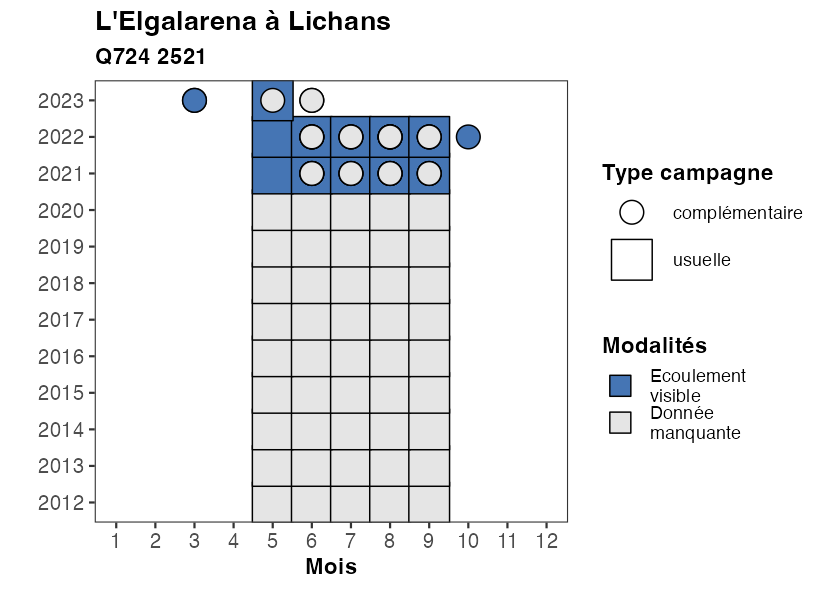 L'Elgalarena à Lichans
Q724 2521
2023
2022
2021
2020
2019
2018
2017
2016
2015
2014
2013
2012
1 2 3 4 5 6 7 8 9 10 11 12
Mois
Type campagne
complémentaire
usuelle
Modalités
Ecoulement
visible
Donnée
manquante